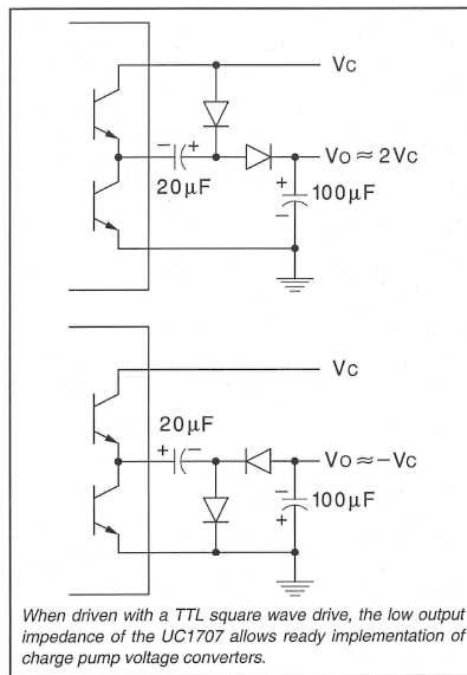 VC
– +
20μF
VO ≈ 2VC
+
100μF
–
VC
20μF
+ –
VO ≈ –VC
–
100μF
+
When driven with a TTL square wave drive, the low output
impedance of the UC1707 allows ready implementation of
charge pump voltage converters.